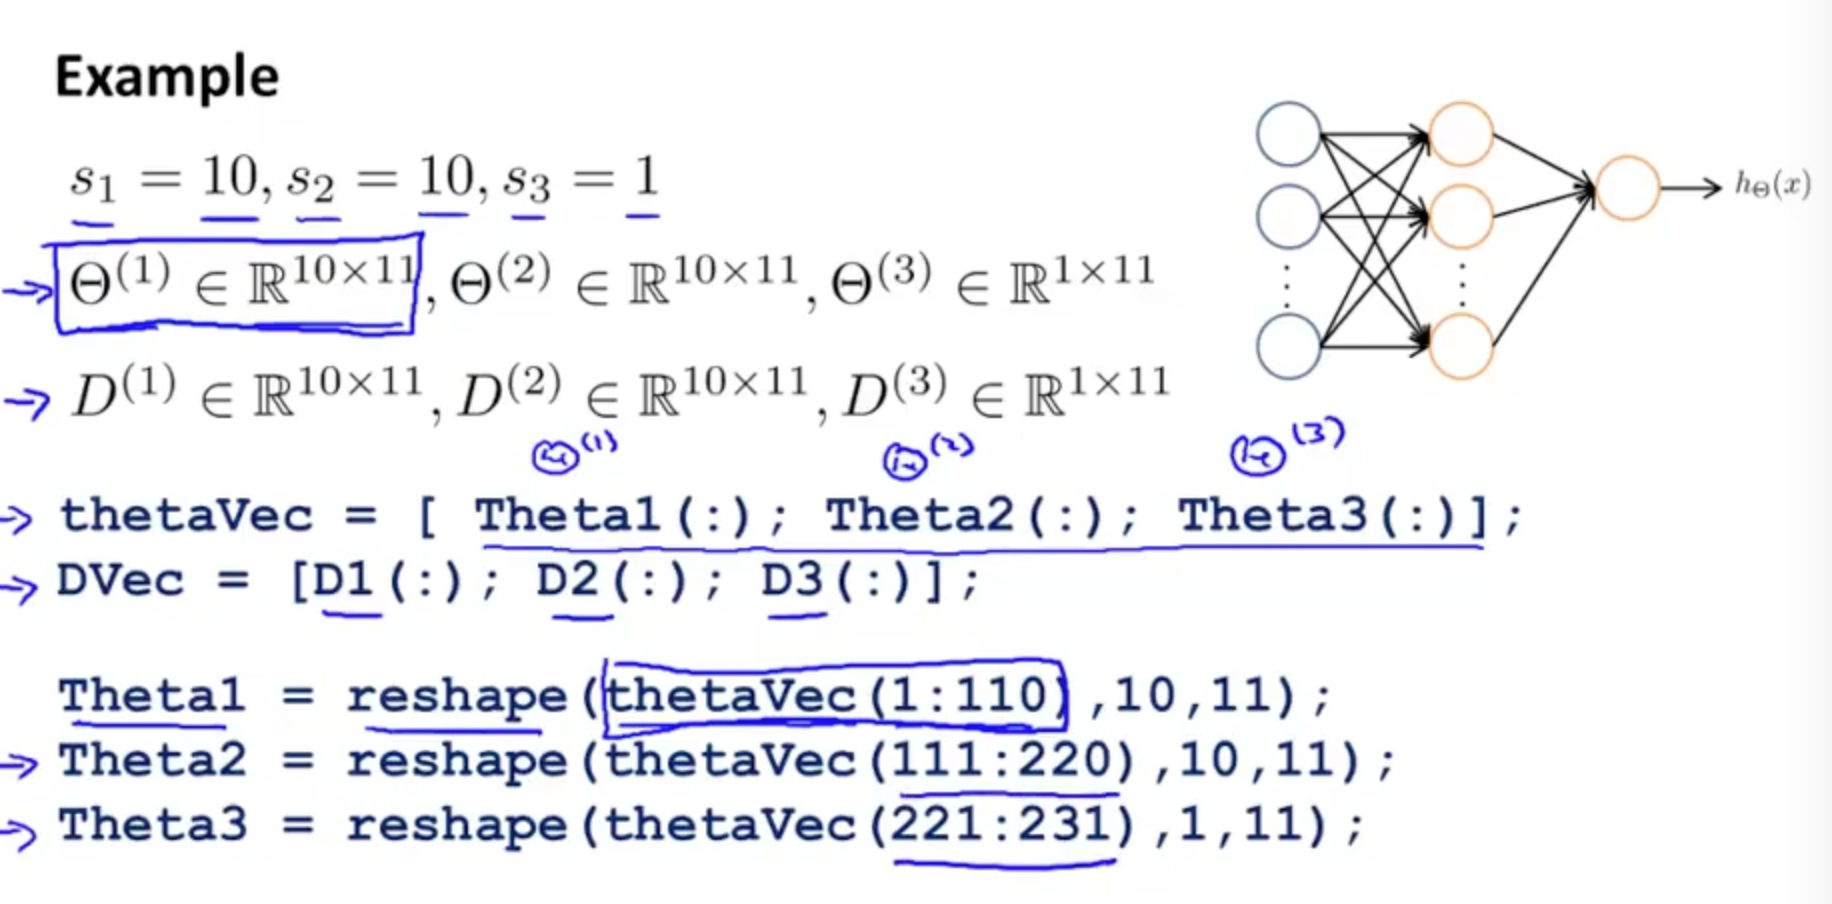 Example
s₁ = 10, s₂ = 10, s₃ = 1
h_Θ(x)
→ Θ⁽¹⁾ ∈ ℝ¹⁰ˣ¹¹, Θ⁽²⁾ ∈ ℝ¹⁰ˣ¹¹, Θ⁽³⁾ ∈ ℝ¹ˣ¹¹
→ D⁽¹⁾ ∈ ℝ¹⁰ˣ¹¹, D⁽²⁾ ∈ ℝ¹⁰ˣ¹¹, D⁽³⁾ ∈ ℝ¹ˣ¹¹
Θ⁽¹⁾ Θ⁽²⁾ Θ⁽³⁾
→ thetaVec = [ Theta1(:); Theta2(:); Theta3(:)];
→ DVec = [D1(:); D2(:); D3(:)];
Theta1 = reshape(thetaVec(1:110),10,11);
→ Theta2 = reshape(thetaVec(111:220),10,11);
→ Theta3 = reshape(thetaVec(221:231),1,11);